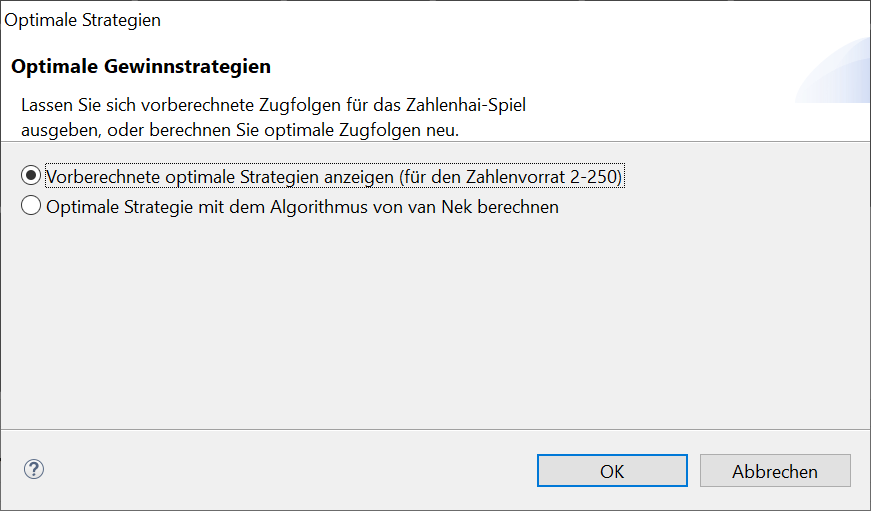 Optimale Strategien
Optimale Gewinnstrategien
Lassen Sie sich vorberechnete Zugfolgen für das Zahlenhai-Spiel
ausgeben, oder berechnen Sie optimale Zugfolgen neu.
Vorberechnete optimale Strategien anzeigen (für den Zahlenvorrat 2-250)
Optimale Strategie mit dem Algorithmus von van Nek berechnen
?
OK
Abbrechen